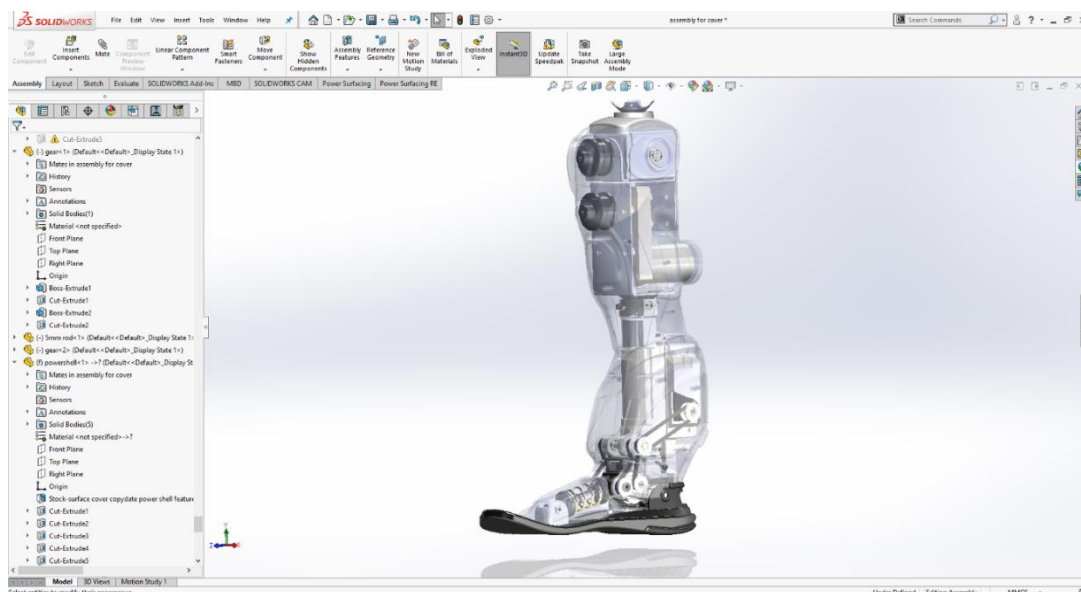 SOLIDWORKS File Edit View Insert Tools Window Help
assembly for cover *
Search Commands
Edit Component
Insert Components
Mate
Component Preview Window
Linear Component Pattern
Smart Fasteners
Move Component
Show Hidden Components
Assembly Features
Reference Geometry
New Motion Study
Bill of Materials
Exploded View
Instant3D
Update Speedpak
Take Snapshot
Large Assembly Mode
Assembly Layout Sketch Evaluate SOLIDWORKS Add-Ins MBD SOLIDWORKS CAM Power Surfacing Power Surfacing RE
Cut-Extrude5
(-) gear<1> (Default<<Default>_Display State 1>)
Mates in assembly for cover
History
Sensors
Annotations
Solid Bodies(1)
Material <not specified>
Front Plane
Top Plane
Right Plane
Origin
Boss-Extrude1
Cut-Extrude1
Boss-Extrude2
Cut-Extrude2
(-) 5mm rod<1> (Default<<Default>_Display State 1>
(-) gear<2> (Default<<Default>_Display State 1>)
(f) powershell<1> ->? (Default<<Default>_Display St
Mates in assembly for cover
History
Sensors
Annotations
Solid Bodies(5)
Material <not specified>->?
Front Plane
Top Plane
Right Plane
Origin
Stock-surface cover copydate power shell feature
Cut-Extrude1
Cut-Extrude2
Cut-Extrude3
Cut-Extrude4
Cut-Extrude5
Y
Z X
Model 3D Views Motion Study 1
Select entities to modify their appearance Under Defined Editing Assembly MMGS